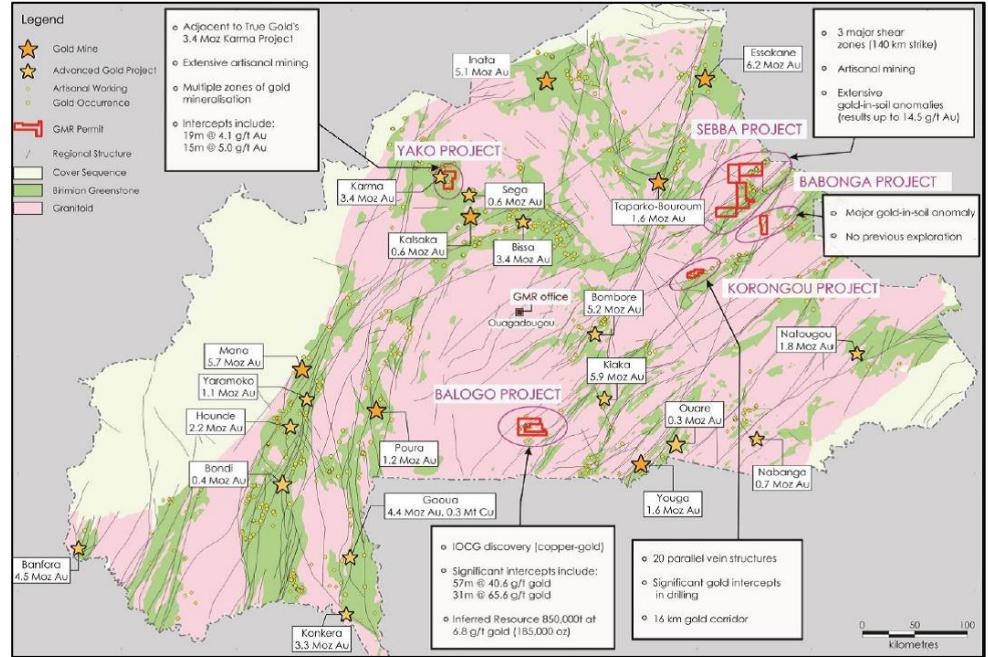 Legend
Gold Mine
Advanced Gold Project
Artisanal Working
Gold Occurrence
GMR Permit
Regional Structure
Cover Sequence
Birimian Greenstone
Granitoid
Adjacent to True Gold's
3.4 Moz Karma Project
Extensive artisanal mining
Multiple zones of gold
mineralisation
Intercepts include:
19m @ 4.1 g/t Au
15m @ 5.0 g/t Au
Inata
5.1 Moz Au
Essakane
6.2 Moz Au
3 major shear
zones (140 km strike)
Artisanal mining
Extensive
gold-in-soil anomalies
(results up to 14.5 g/t Au)
SEBBA PROJECT
YAKO PROJECT
Karma
3.4 Moz Au
Sega
0.6 Moz Au
Taparko-Bouroum
1.6 Moz Au
BABONGA PROJECT
Major gold-in-soil anomaly
No previous exploration
Kalsaka
0.6 Moz Au
Bissa
3.4 Moz Au
KORONGOU PROJECT
GMR office
Ouagadougou
Bombore
5.2 Moz Au
Natougou
1.8 Moz Au
Mana
5.7 Moz Au
Yaramoko
1.1 Moz Au
Hounde
2.2 Moz Au
Kiaka
5.9 Moz Au
BALOGO PROJECT
Ouare
0.3 Moz Au
Poura
1.2 Moz Au
Bondi
0.4 Moz Au
Nabanga
0.7 Moz Au
Youga
1.6 Moz Au
Gaoua
4.4 Moz Au, 0.3 Mt Cu
Banfora
4.5 Moz Au
Konkera
3.3 Moz Au
IOCG discovery (copper-gold)
Significant intercepts include:
57m @ 40.6 g/t gold
31m @ 65.6 g/t gold
Inferred Resource 850,000t at
6.8 g/t gold (185,000 oz)
20 parallel vein structures
Significant gold intercepts
in drilling
16 km gold corridor
0 50 100
kilometres